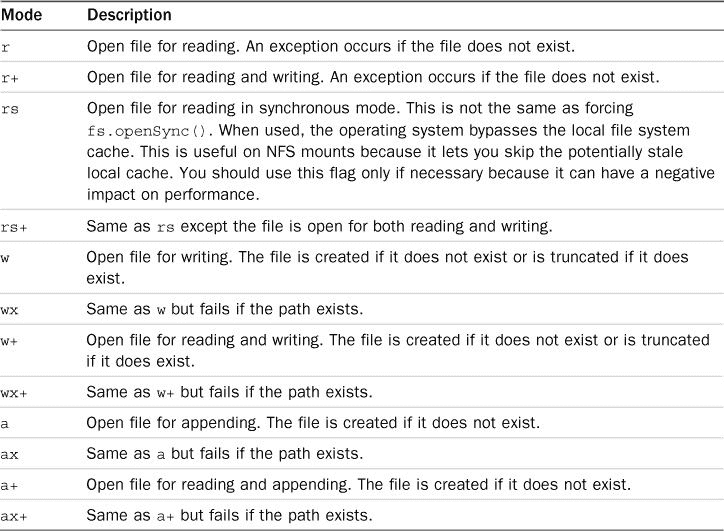 Mode Description
r Open file for reading. An exception occurs if the file does not exist.
r+ Open file for reading and writing. An exception occurs if the file does not exist.
rs Open file for reading in synchronous mode. This is not the same as forcing
fs.openSync(). When used, the operating system bypasses the local file system
cache. This is useful on NFS mounts because it lets you skip the potentially stale
local cache. You should use this flag only if necessary because it can have a negative
impact on performance.
rs+ Same as rs except the file is open for both reading and writing.
w Open file for writing. The file is created if it does not exist or is truncated if it does
exist.
wx Same as w but fails if the path exists.
w+ Open file for reading and writing. The file is created if it does not exist or is truncated
if it does exist.
wx+ Same as w+ but fails if the path exists.
a Open file for appending. The file is created if it does not exist.
ax Same as a but fails if the path exists.
a+ Open file for reading and appending. The file is created if it does not exist.
ax+ Same as a+ but fails if the path exists.